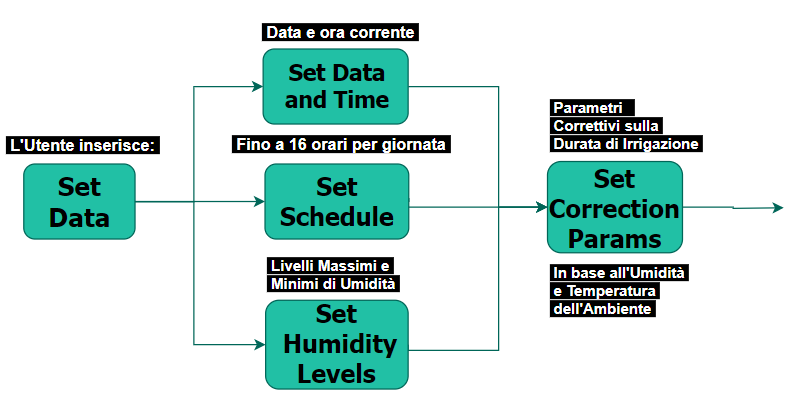 L'Utente inserisce:
Set
Data
Data e ora corrente
Set Data
and Time
Fino a 16 orari per giornata
Set
Schedule
Livelli Massimi e
Minimi di Umidità
Set
Humidity
Levels
Parametri
Correttivi sulla
Durata di Irrigazione
Set
Correction
Params
In base all'Umidità
e Temperatura
dell'Ambiente